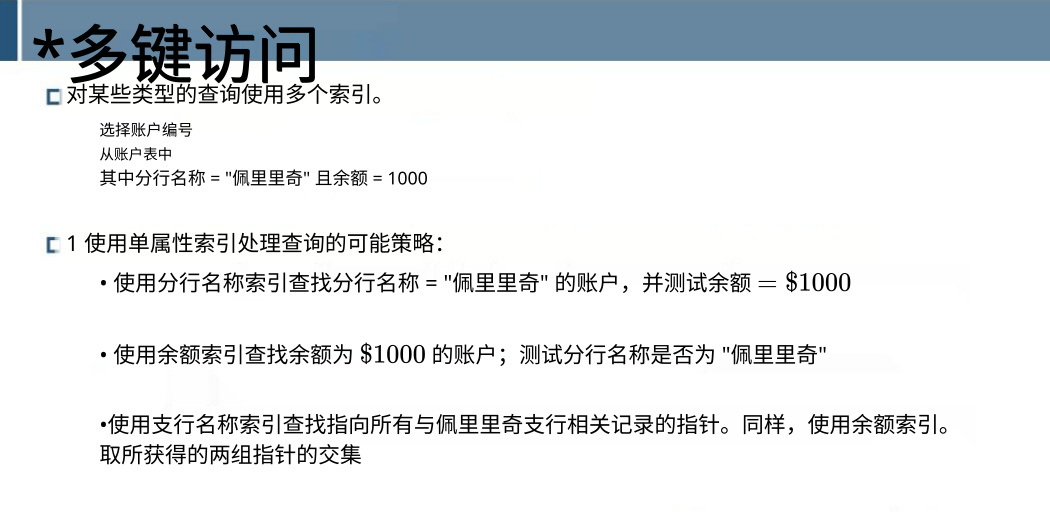 *多键访问
对某些类型的查询使用多个索引。
选择账户编号
从账户表中
其中分行名称 = "佩里里奇" 且余额 = 1000
1 使用单属性索引处理查询的可能策略：
• 使用分行名称索引查找分行名称 = "佩里里奇" 的账户，并测试余额 = $1000
• 使用余额索引查找余额为 $1000 的账户；测试分行名称是否为 "佩里里奇"
•使用支行名称索引查找指向所有与佩里里奇支行相关记录的指针。同样，使用余额索引。
取所获得的两组指针的交集